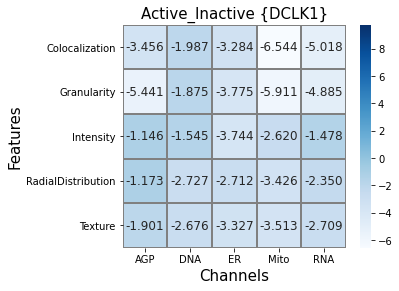 Active_Inactive {DCLK1}
Features
Colocalization -3.456 -1.987 -3.284 -6.544 -5.018
Granularity -5.441 -1.875 -3.775 -5.911 -4.885
Intensity -1.146 -1.545 -3.744 -2.620 -1.478
RadialDistribution -1.173 -2.727 -2.712 -3.426 -2.350
Texture -1.901 -2.676 -3.327 -3.513 -2.709
AGP DNA ER Mito RNA
Channels
8
6
4
2
0
−2
−4
−6